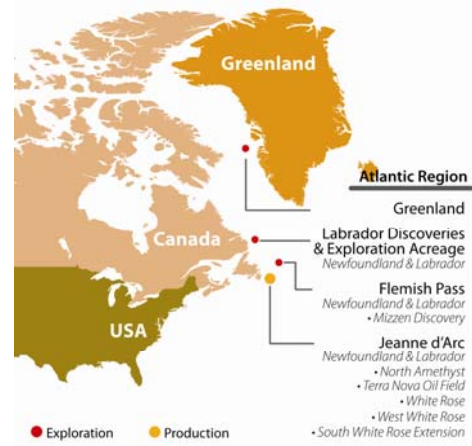 Greenland
Atlantic Region
Greenland
Labrador Discoveries
& Exploration Acreage
Newfoundland & Labrador
Canada
Flemish Pass
Newfoundland & Labrador
• Mizzen Discovery
USA
Jeanne d'Arc
Newfoundland & Labrador
• North Amethyst
• Terra Nova Oil Field
• White Rose
• West White Rose
• South White Rose Extension
Exploration
Production